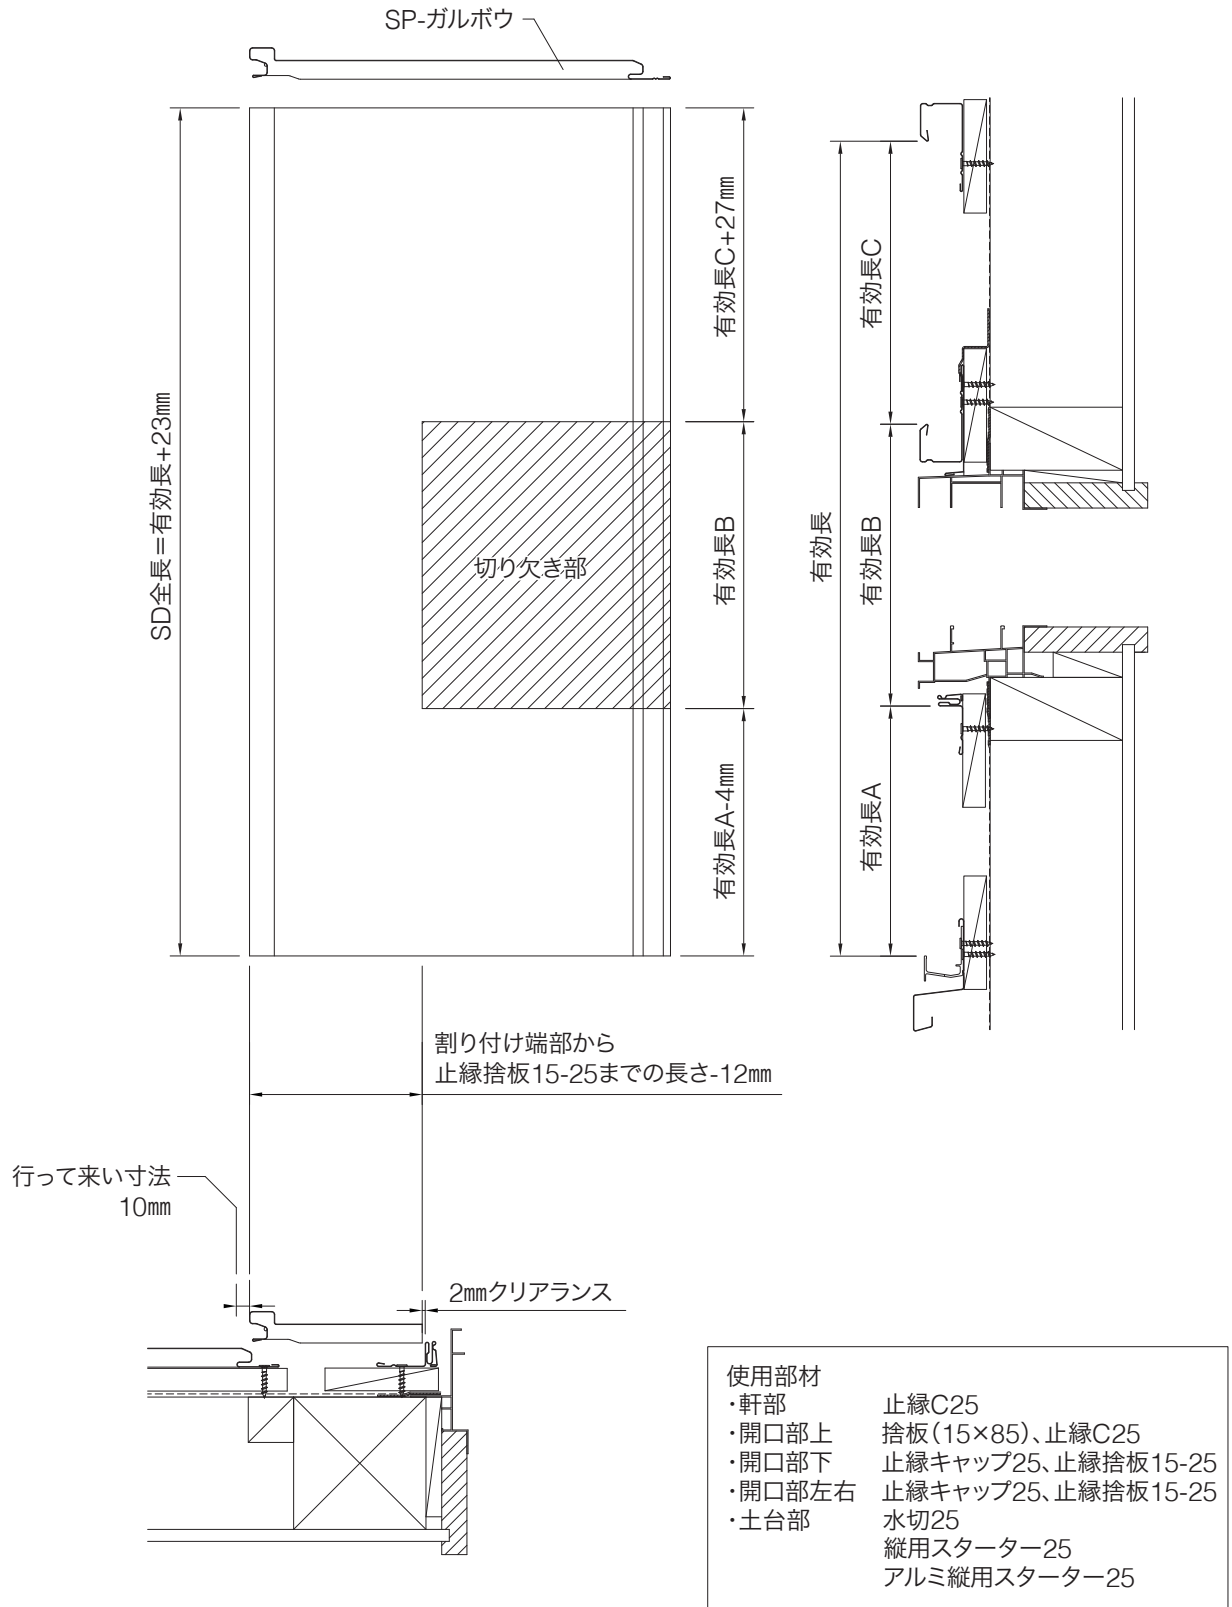 SP-ガルボウ
SD全長＝有効長+23㎜
有効長C+27㎜
有効長B
有効長A-4㎜
切り欠き部
有効長
有効長C
有効長B
有効長A
割り付け端部から
止縁捨板15-25までの長さ-12㎜
行って来い寸法
10㎜
2㎜クリアランス
使用部材
・軒部 止縁C25
・開口部上 捨板(15×85)、止縁C25
・開口部下 止縁キャップ25、止縁捨板15-25
・開口部左右 止縁キャップ25、止縁捨板15-25
・土台部 水切25
縦用スターター25
アルミ縦用スターター25